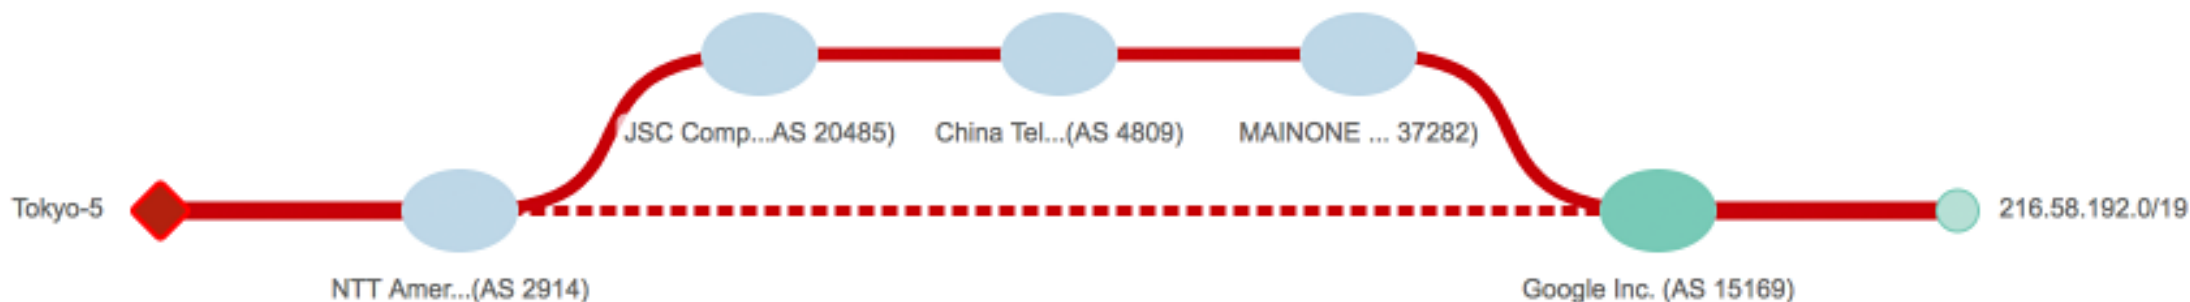 JSC Comp...AS 20485)
China Tel...(AS 4809)
MAINONE ... 37282)
Tokyo-5
216.58.192.0/19
NTT Amer...(AS 2914)
Google Inc. (AS 15169)